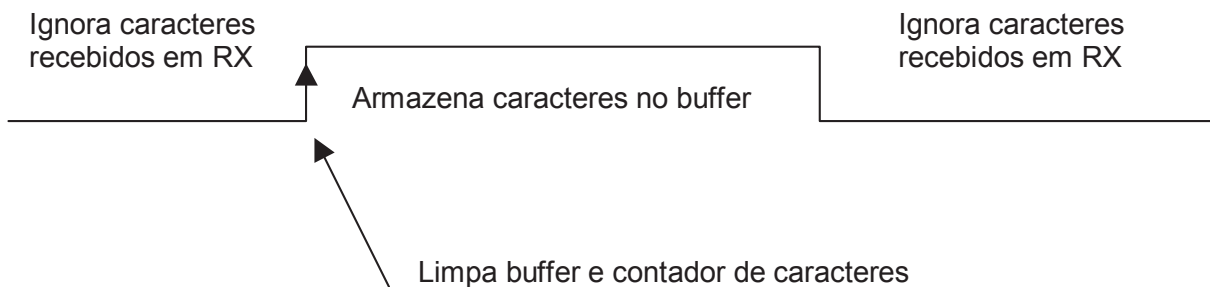 Ignora caracteres
recebidos em RX
Ignora caracteres
recebidos em RX
Armazena caracteres no buffer
Limpa buffer e contador de caracteres